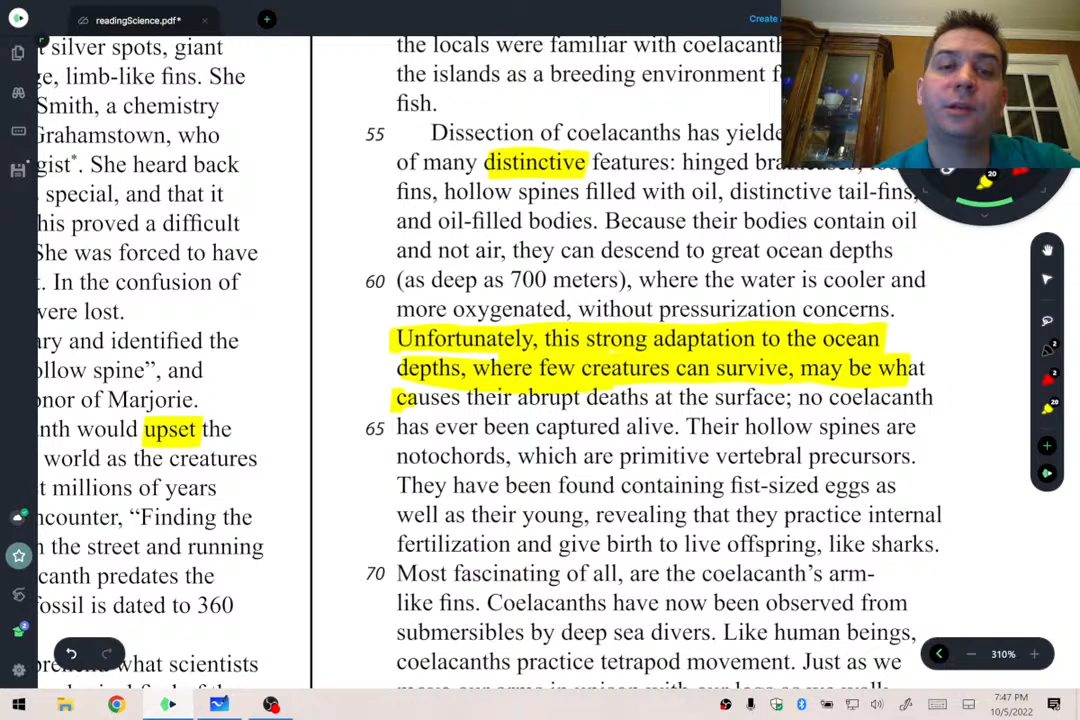 readingScience.pdf*
Create
t silver spots, giant
ge, limb-like fins. She
Smith, a chemistry
Grahamstown, who
gist*. She heard back
special, and that it
his proved a difficult
She was forced to have
t. In the confusion of
were lost.
ary and identified the
ollow spine”, and
onor of Marjorie.
nth would upset the
world as the creatures
st millions of years
ncounter, “Finding the
n the street and running
canth predates the
fossil is dated to 360
what scientists
the locals were familiar with coelacanth
the islands as a breeding environment f
fish.
55 Dissection of coelacanths has yielde
of many distinctive features: hinged
fins, hollow spines filled with oil, distinctive tail-fins,
and oil-filled bodies. Because their bodies contain oil
and not air, they can descend to great ocean depths
60 (as deep as 700 meters), where the water is cooler and
more oxygenated, without pressurization concerns.
Unfortunately, this strong adaptation to the ocean
depths, where few creatures can survive, may be what
causes their abrupt deaths at the surface; no coelacanth
65 has ever been captured alive. Their hollow spines are
notochords, which are primitive vertebral precursors.
They have been found containing fist-sized eggs as
well as their young, revealing that they practice internal
fertilization and give birth to live offspring, like sharks.
70 Most fascinating of all, are the coelacanth’s arm-
like fins. Coelacanths have now been observed from
submersibles by deep sea divers. Like human beings,
coelacanths practice tetrapod movement. Just as we
20
2
2
20
2
310%
7:47 PM
10/5/2022